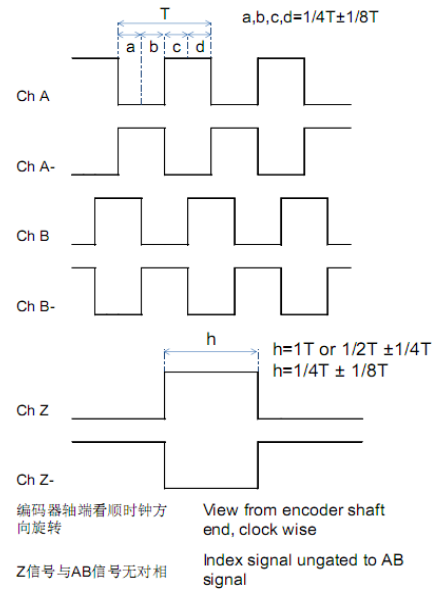 T
a,b,c,d=1/4T±1/8T
a b c d
Ch A
Ch A-
Ch B
Ch B-
h
h=1T or 1/2T ±1/4T
h=1/4T ± 1/8T
Ch Z
Ch Z-
编码器轴端看顺时钟方
向旋转
View from encoder shaft
end, clock wise
Z信号与AB信号无对相
Index signal ungated to AB
signal